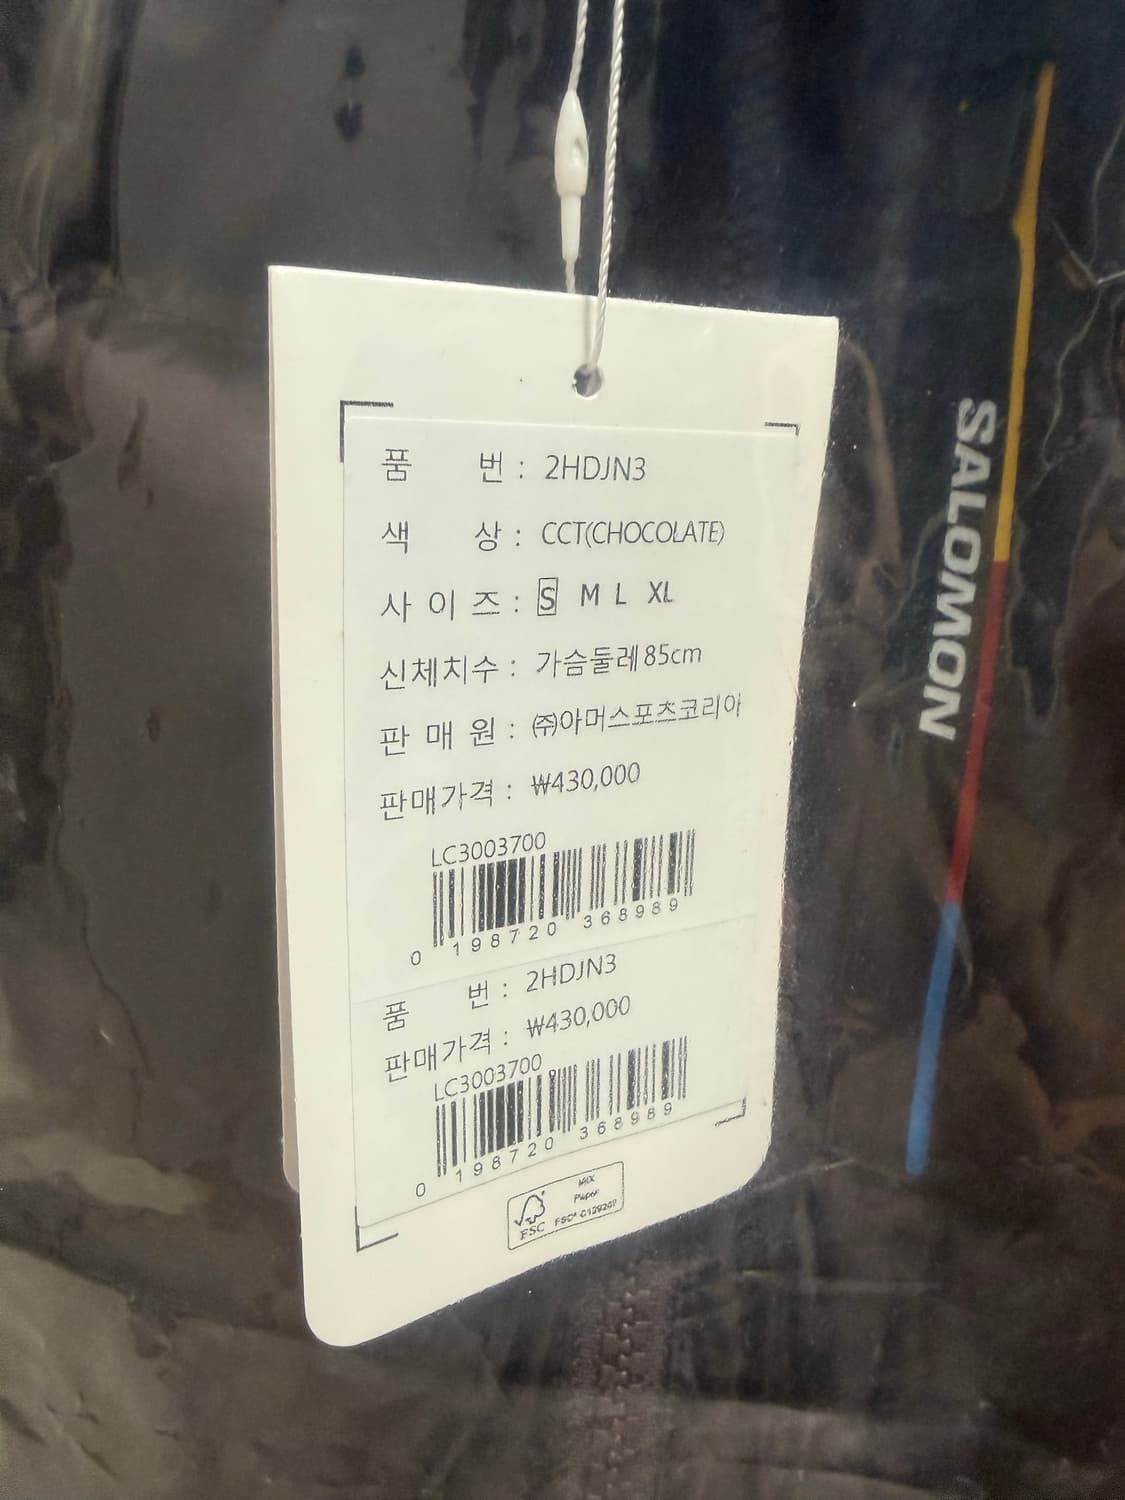 품 번 : 2HDJN3
색 상 : CCT(CHOCOLATE)
사 이 즈 : S M L XL
신체치수 : 가슴둘레 85cm
판 매 원 : ㈜아머스포츠코리아
판매가격 : ₩430,000
LC3003700
0 198720 368989
품 번 : 2HDJN3
판매가격 : ₩430,000
LC3003700
0 198720 368989
FSC
MIX
Paper
SALOMON